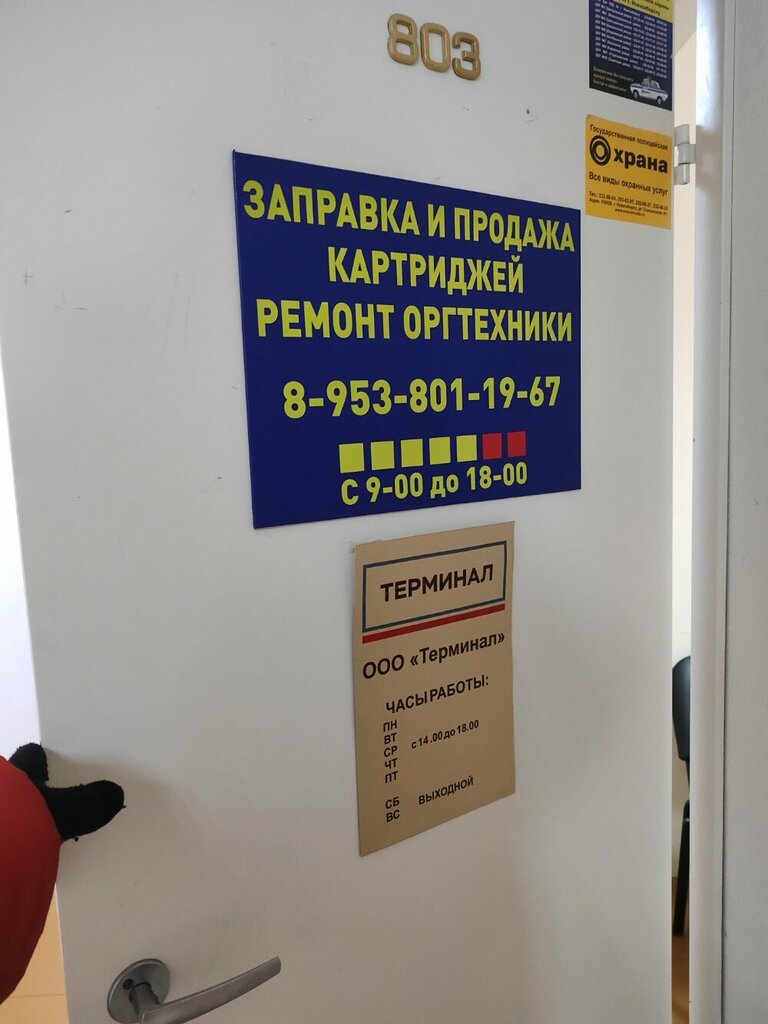 803
Государственная полицейская
Охрана
Все виды охранных услуг
ЗАПРАВКА И ПРОДАЖА
КАРТРИДЖЕЙ
РЕМОНТ ОРГТЕХНИКИ
8-953-801-19-67
С 9-00 до 18-00
ТЕРМИНАЛ
ООО «Терминал»
ЧАСЫ РАБОТЫ:
ПН
ВТ
СР с 14.00 до 18.00
ЧТ
ПТ
СБ ВЫХОДНОЙ
ВС